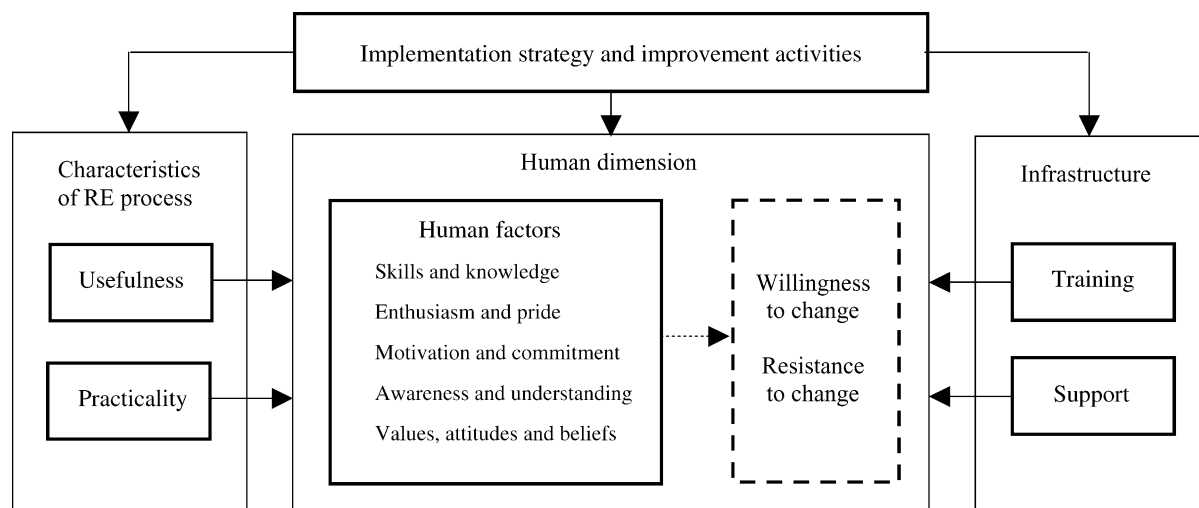 Implementation strategy and improvement activities
Characteristics
of RE process
Usefulness
Practicality
Human dimension
Human factors
Skills and knowledge
Enthusiasm and pride
Motivation and commitment
Awareness and understanding
Values, attitudes and beliefs
Willingness
to change
Resistance
to change
Infrastructure
Training
Support